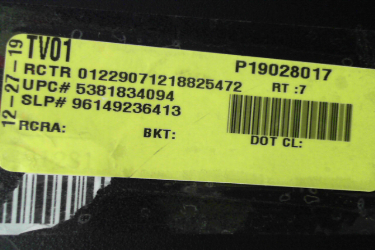 12-27-19
TV01
P19028017
RCTR 01229071218825472
RT :7
UPC# 5381834094
SLP# 96149236413
RCRA:
BKT:
DOT CL: